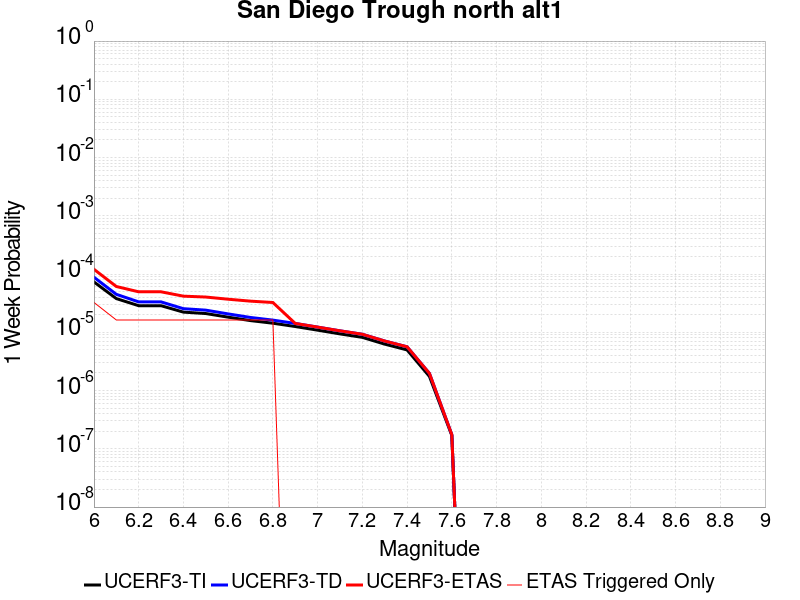 San Diego Trough north alt1
10^0
10^-1
10^-2
10^-3
10^-4
10^-5
10^-6
10^-7
10^-8
1 Week Probability
6 6.2 6.4 6.6 6.8 7 7.2 7.4 7.6 7.8 8 8.2 8.4 8.6 8.8 9
Magnitude
UCERF3-TI UCERF3-TD UCERF3-ETAS ETAS Triggered Only